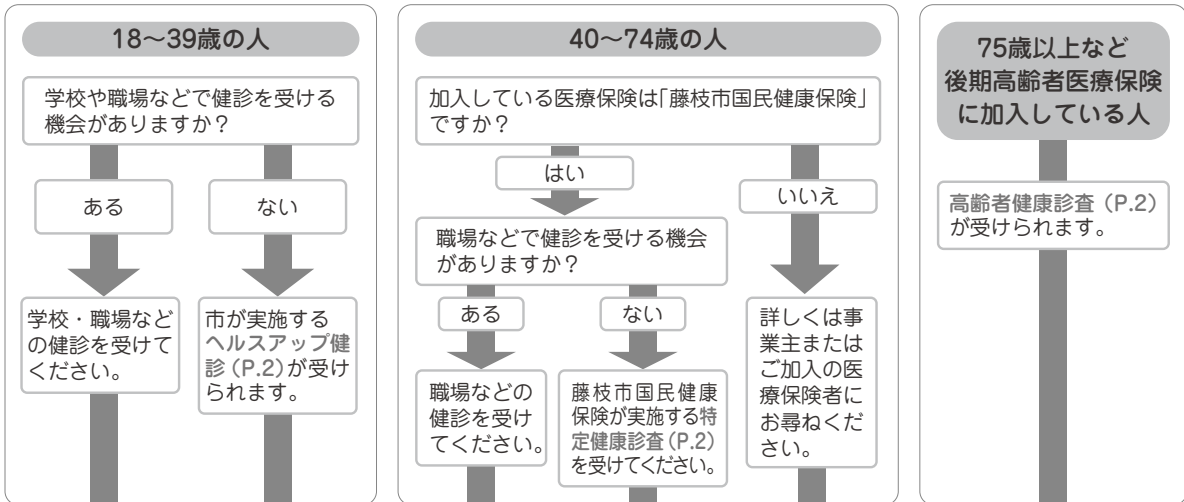 18～39歳の人
学校や職場などで健診を受ける
機会がありますか？
ある
ない
学校・職場など
の健診を受けて
ください。
市が実施する
ヘルスアップ健
診（P.2）が受け
られます。
40～74歳の人
加入している医療保険は「藤枝市国民健康保険」
ですか？
はい
いいえ
職場などで健診を受ける機会
がありますか？
ある
ない
職場などの
健診を受け
てください。
藤枝市国民健康
保険が実施する特
定健康診査（P.2）
を受けてください。
詳しくは事
業主または
ご加入の医
療保険者に
お尋ねくだ
さい。
75歳以上など
後期高齢者医療保険
に加入している人
高齢者健康診査（P.2）
が受けられます。